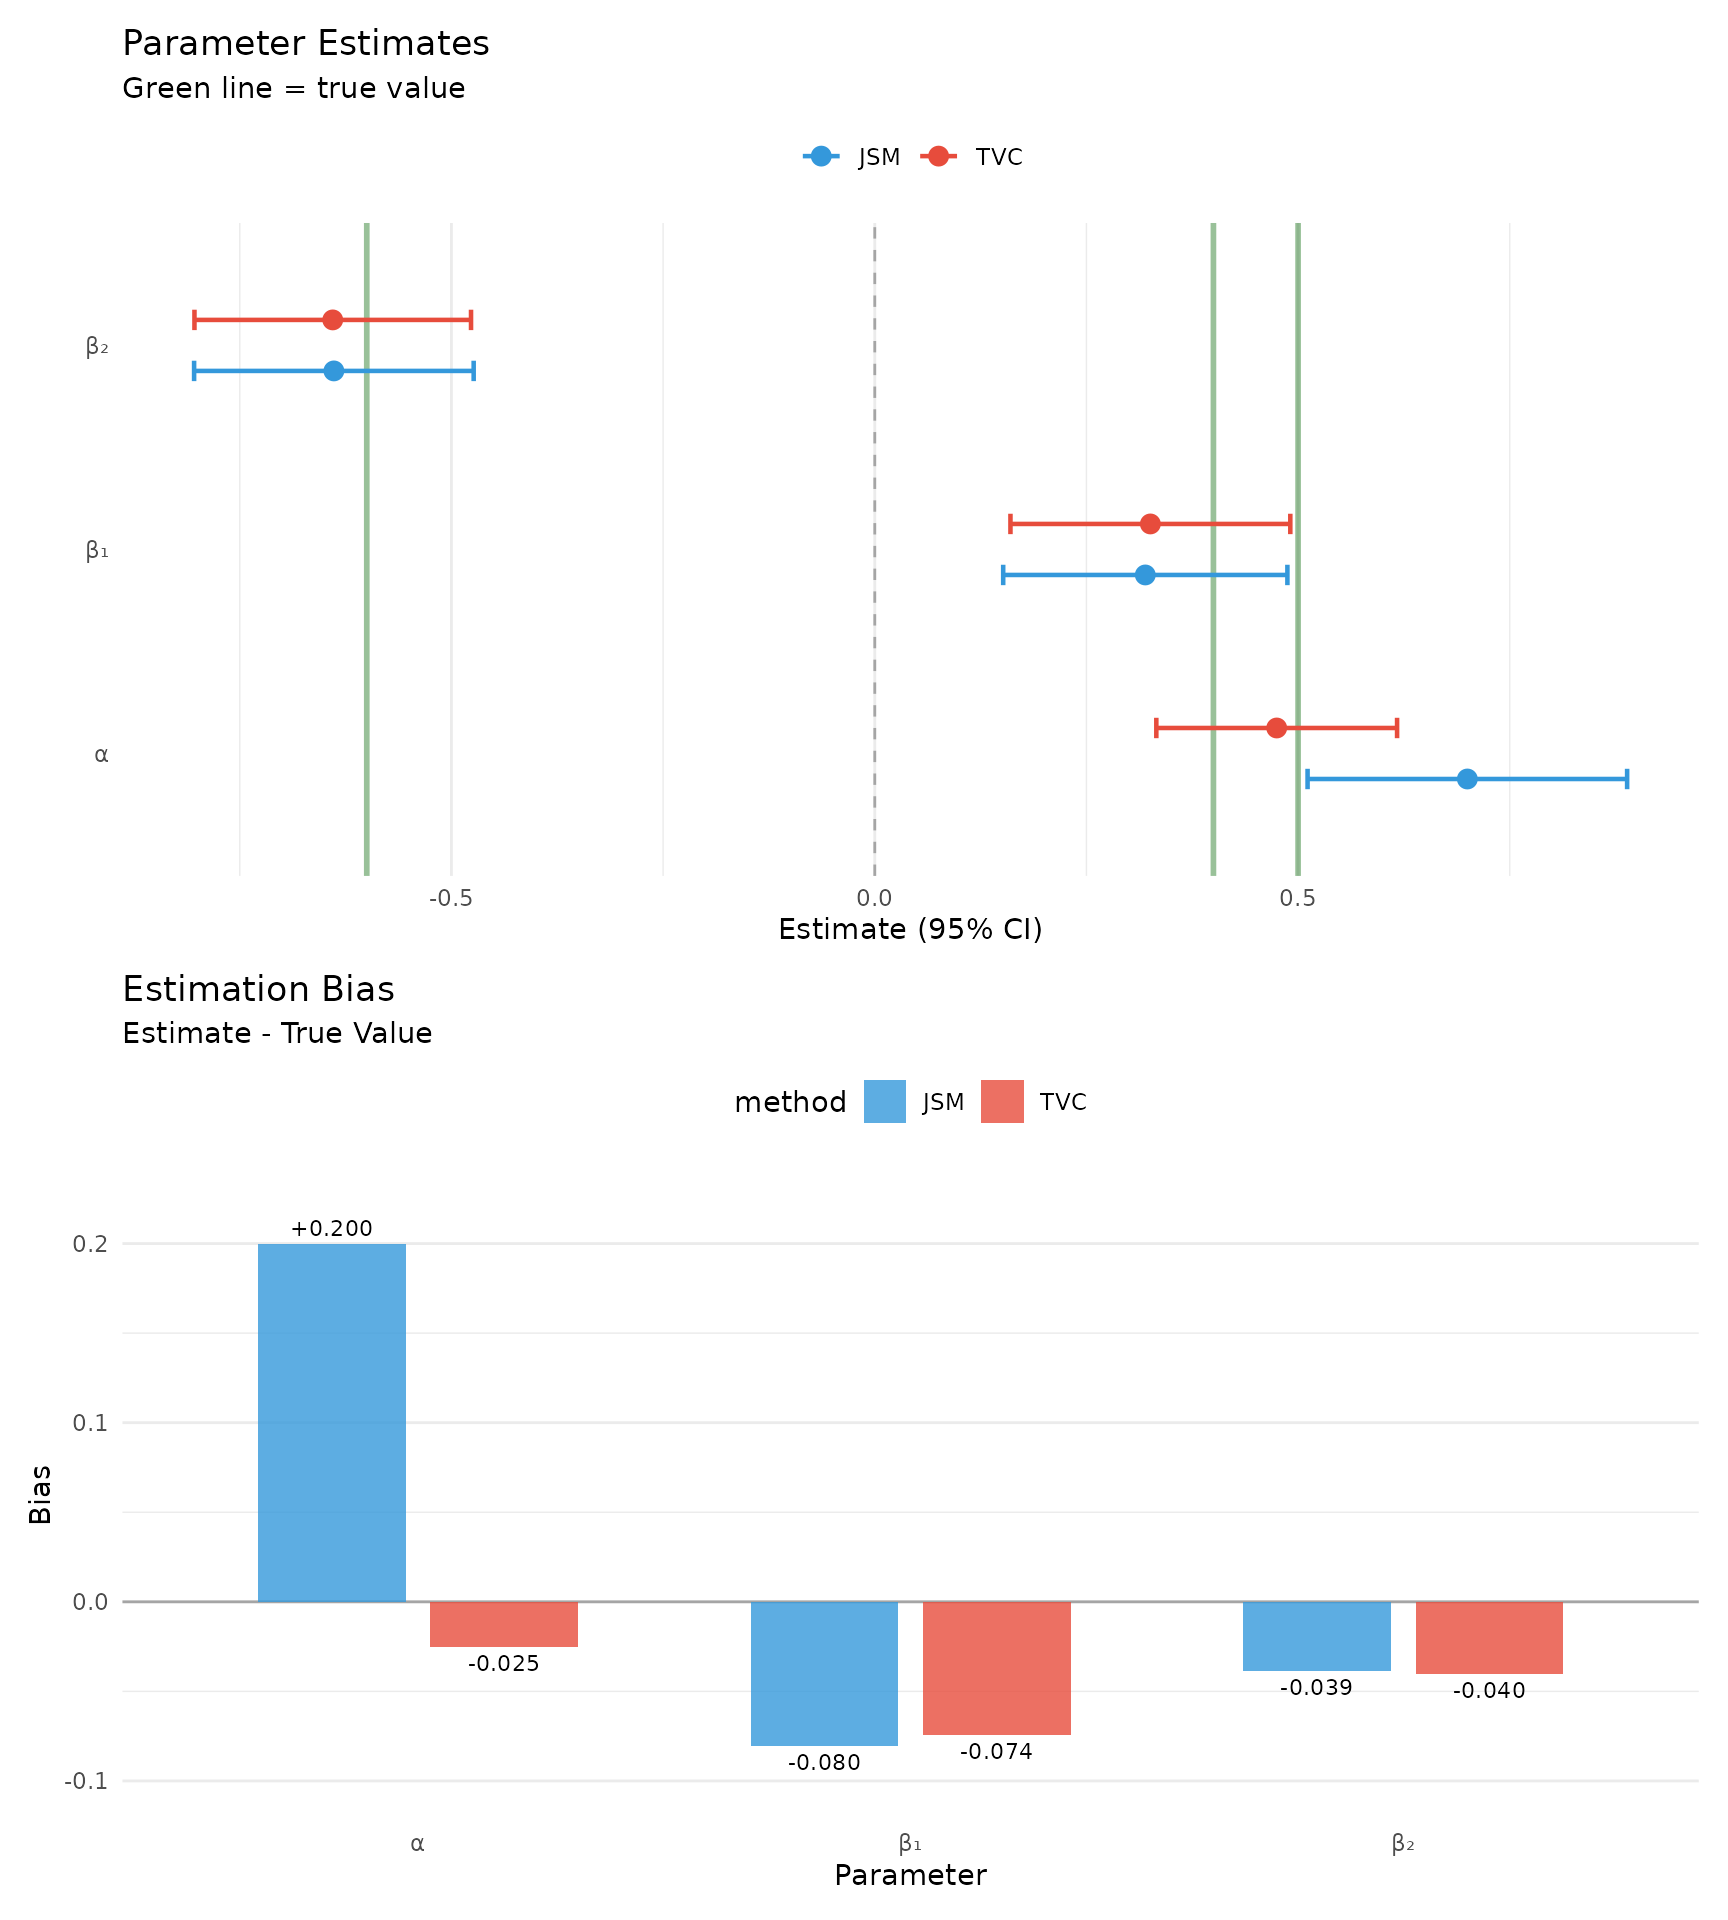 Parameter Estimates
Green line = true value
JSM TVC
β₂
β₁
α
-0.5 0.0 0.5
Estimate (95% CI)
Estimation Bias
Estimate - True Value
method JSM TVC
+0.200
0.2
0.1
Bias
0.0
-0.025
-0.039
-0.040
-0.074
-0.080
-0.1
α β₁ β₂
Parameter